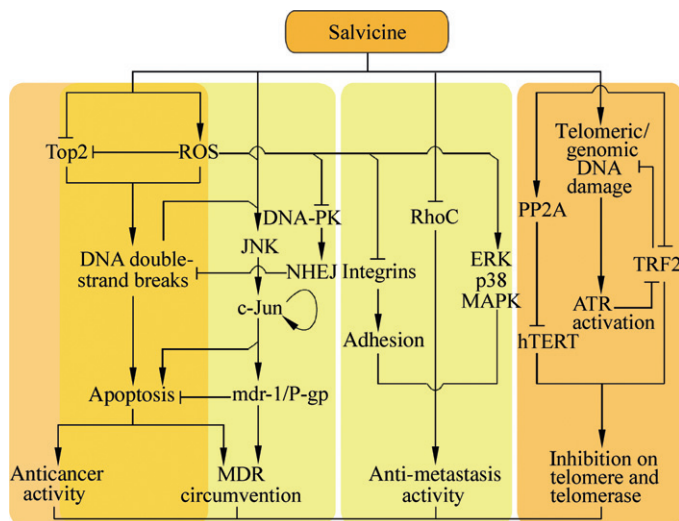 Salvicine
Top2
ROS
DNA double-
strand breaks
Apoptosis
Anticancer
activity
JNK
c-Jun
mdr-1/P-gp
MDR
circumvention
DNA-PK
NHEJ
Integrins
Adhesion
RhoC
ERK
p38
MAPK
Anti-metastasis
activity
PP2A
hTERT
Telomeric/
genomic
DNA
damage
ATR
activation
TRF2
Inhibition on
telomere and
telomerase